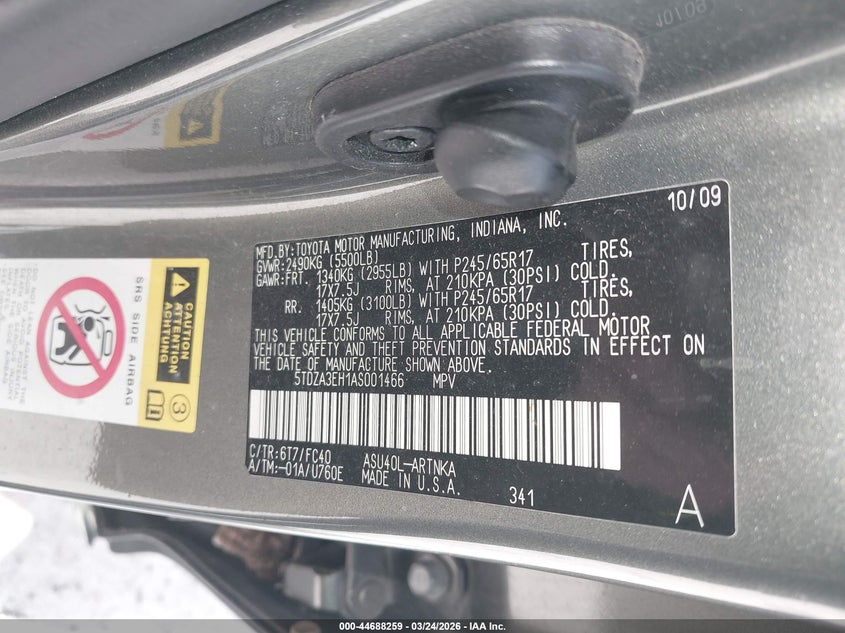 10/09
MFD.BY:TOYOTA MOTOR MANUFACTURING, INDIANA, INC.
GVWR:2490KG (5500LB)
GAWR:FRT. 1340KG (2955LB) WITH P245/65R17 TIRES,
17X7.5J RIMS, AT 210KPA (30PSI) COLD.
RR. 1405KG (3100LB) WITH P245/65R17 TIRES,
17X7.5J RIMS, AT 210KPA (30PSI) COLD.
THIS VEHICLE CONFORMS TO ALL APPLICABLE FEDERAL MOTOR
VEHICLE SAFETY AND THEFT PREVENTION STANDARDS IN EFFECT ON
THE DATE OF MANUFACTURE SHOWN ABOVE.
5TDZA3EH1AS001466 MPV
C/TR:6T7/FC40 ASU40L-ARTNKA
A/TM:-01A/U760E MADE IN U.S.A.
341
A
SRS SIDE AIRBAG
CAUTION
ATTENTION
ACHTUNG
3
000-44688259 - 03/24/2026 - IAA Inc.